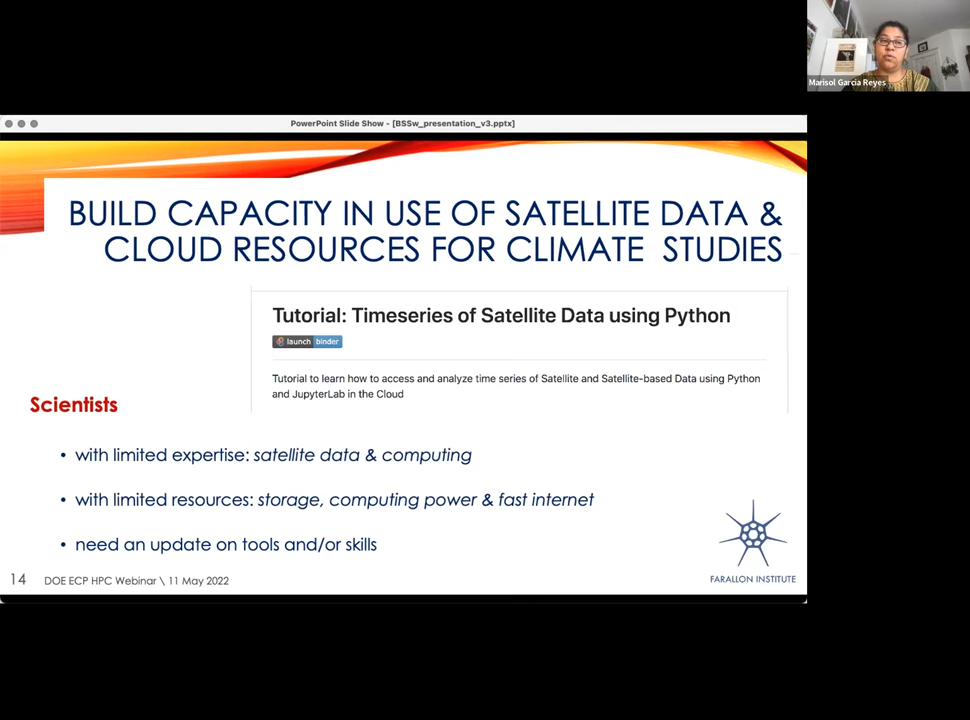 Marisol Garcia Reyes
PowerPoint Slide Show - [BSSw_presentation_v3.pptx]
BUILD CAPACITY IN USE OF SATELLITE DATA &
CLOUD RESOURCES FOR CLIMATE STUDIES
Tutorial: Timeseries of Satellite Data using Python
launch binder
Tutorial to learn how to access and analyze time series of Satellite and Satellite-based Data using Python
and JupyterLab in the Cloud
Scientists
• with limited expertise: satellite data & computing
• with limited resources: storage, computing power & fast internet
• need an update on tools and/or skills
14 DOE ECP HPC Webinar \ 11 May 2022
FARALLON INSTITUTE